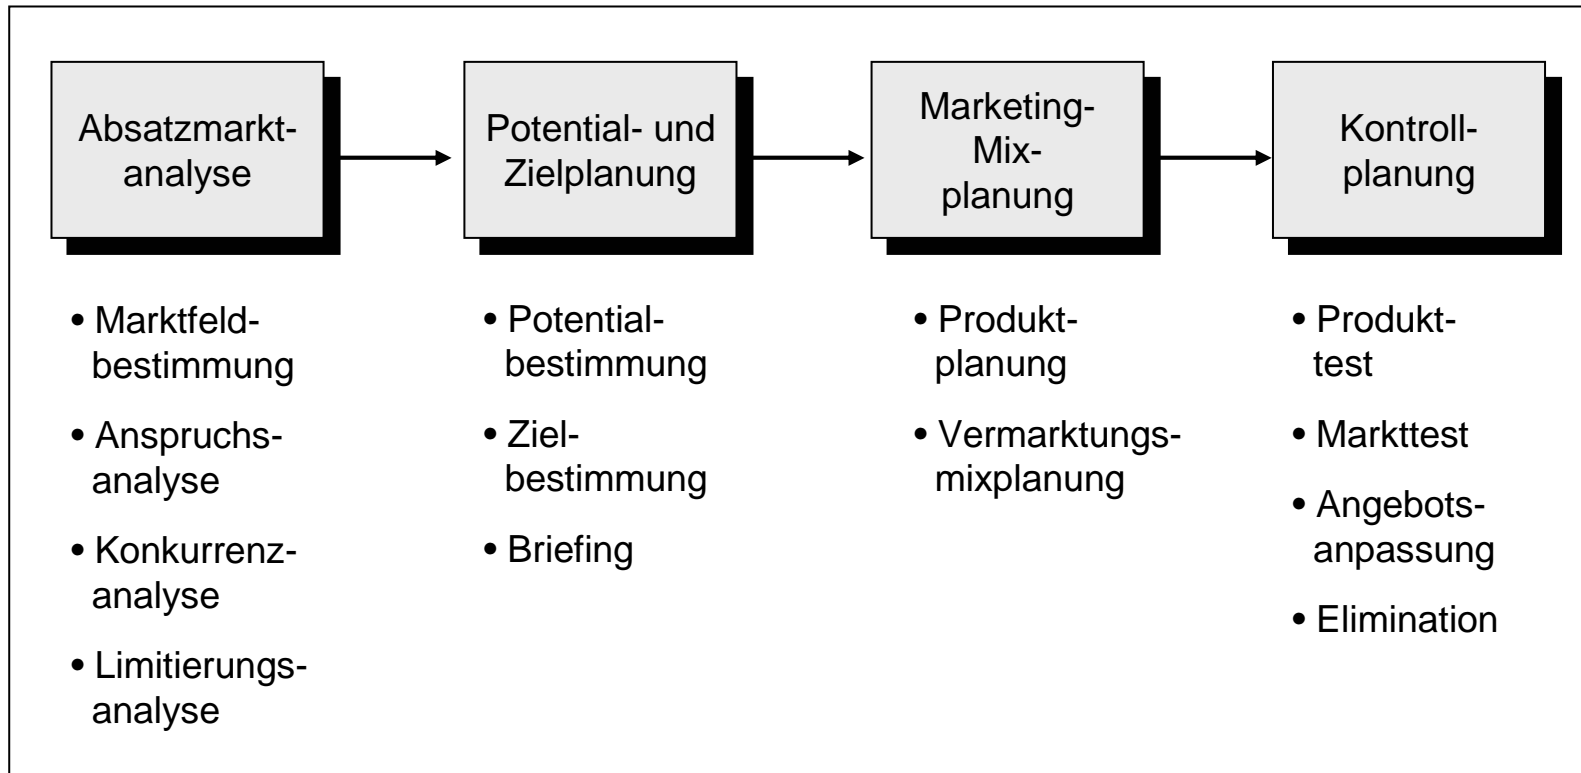 Absatzmarkt-
analyse
Potential- und
Zielplanung
Marketing-
Mix-
planung
Kontroll-
planung
• Marktfeld-
bestimmung
• Anspruchs-
analyse
• Konkurrenz-
analyse
• Limitierungs-
analyse
• Potential-
bestimmung
• Ziel-
bestimmung
• Briefing
• Produkt-
planung
• Vermarktungs-
mixplanung
• Produkt-
test
• Markttest
• Angebots-
anpassung
• Elimination